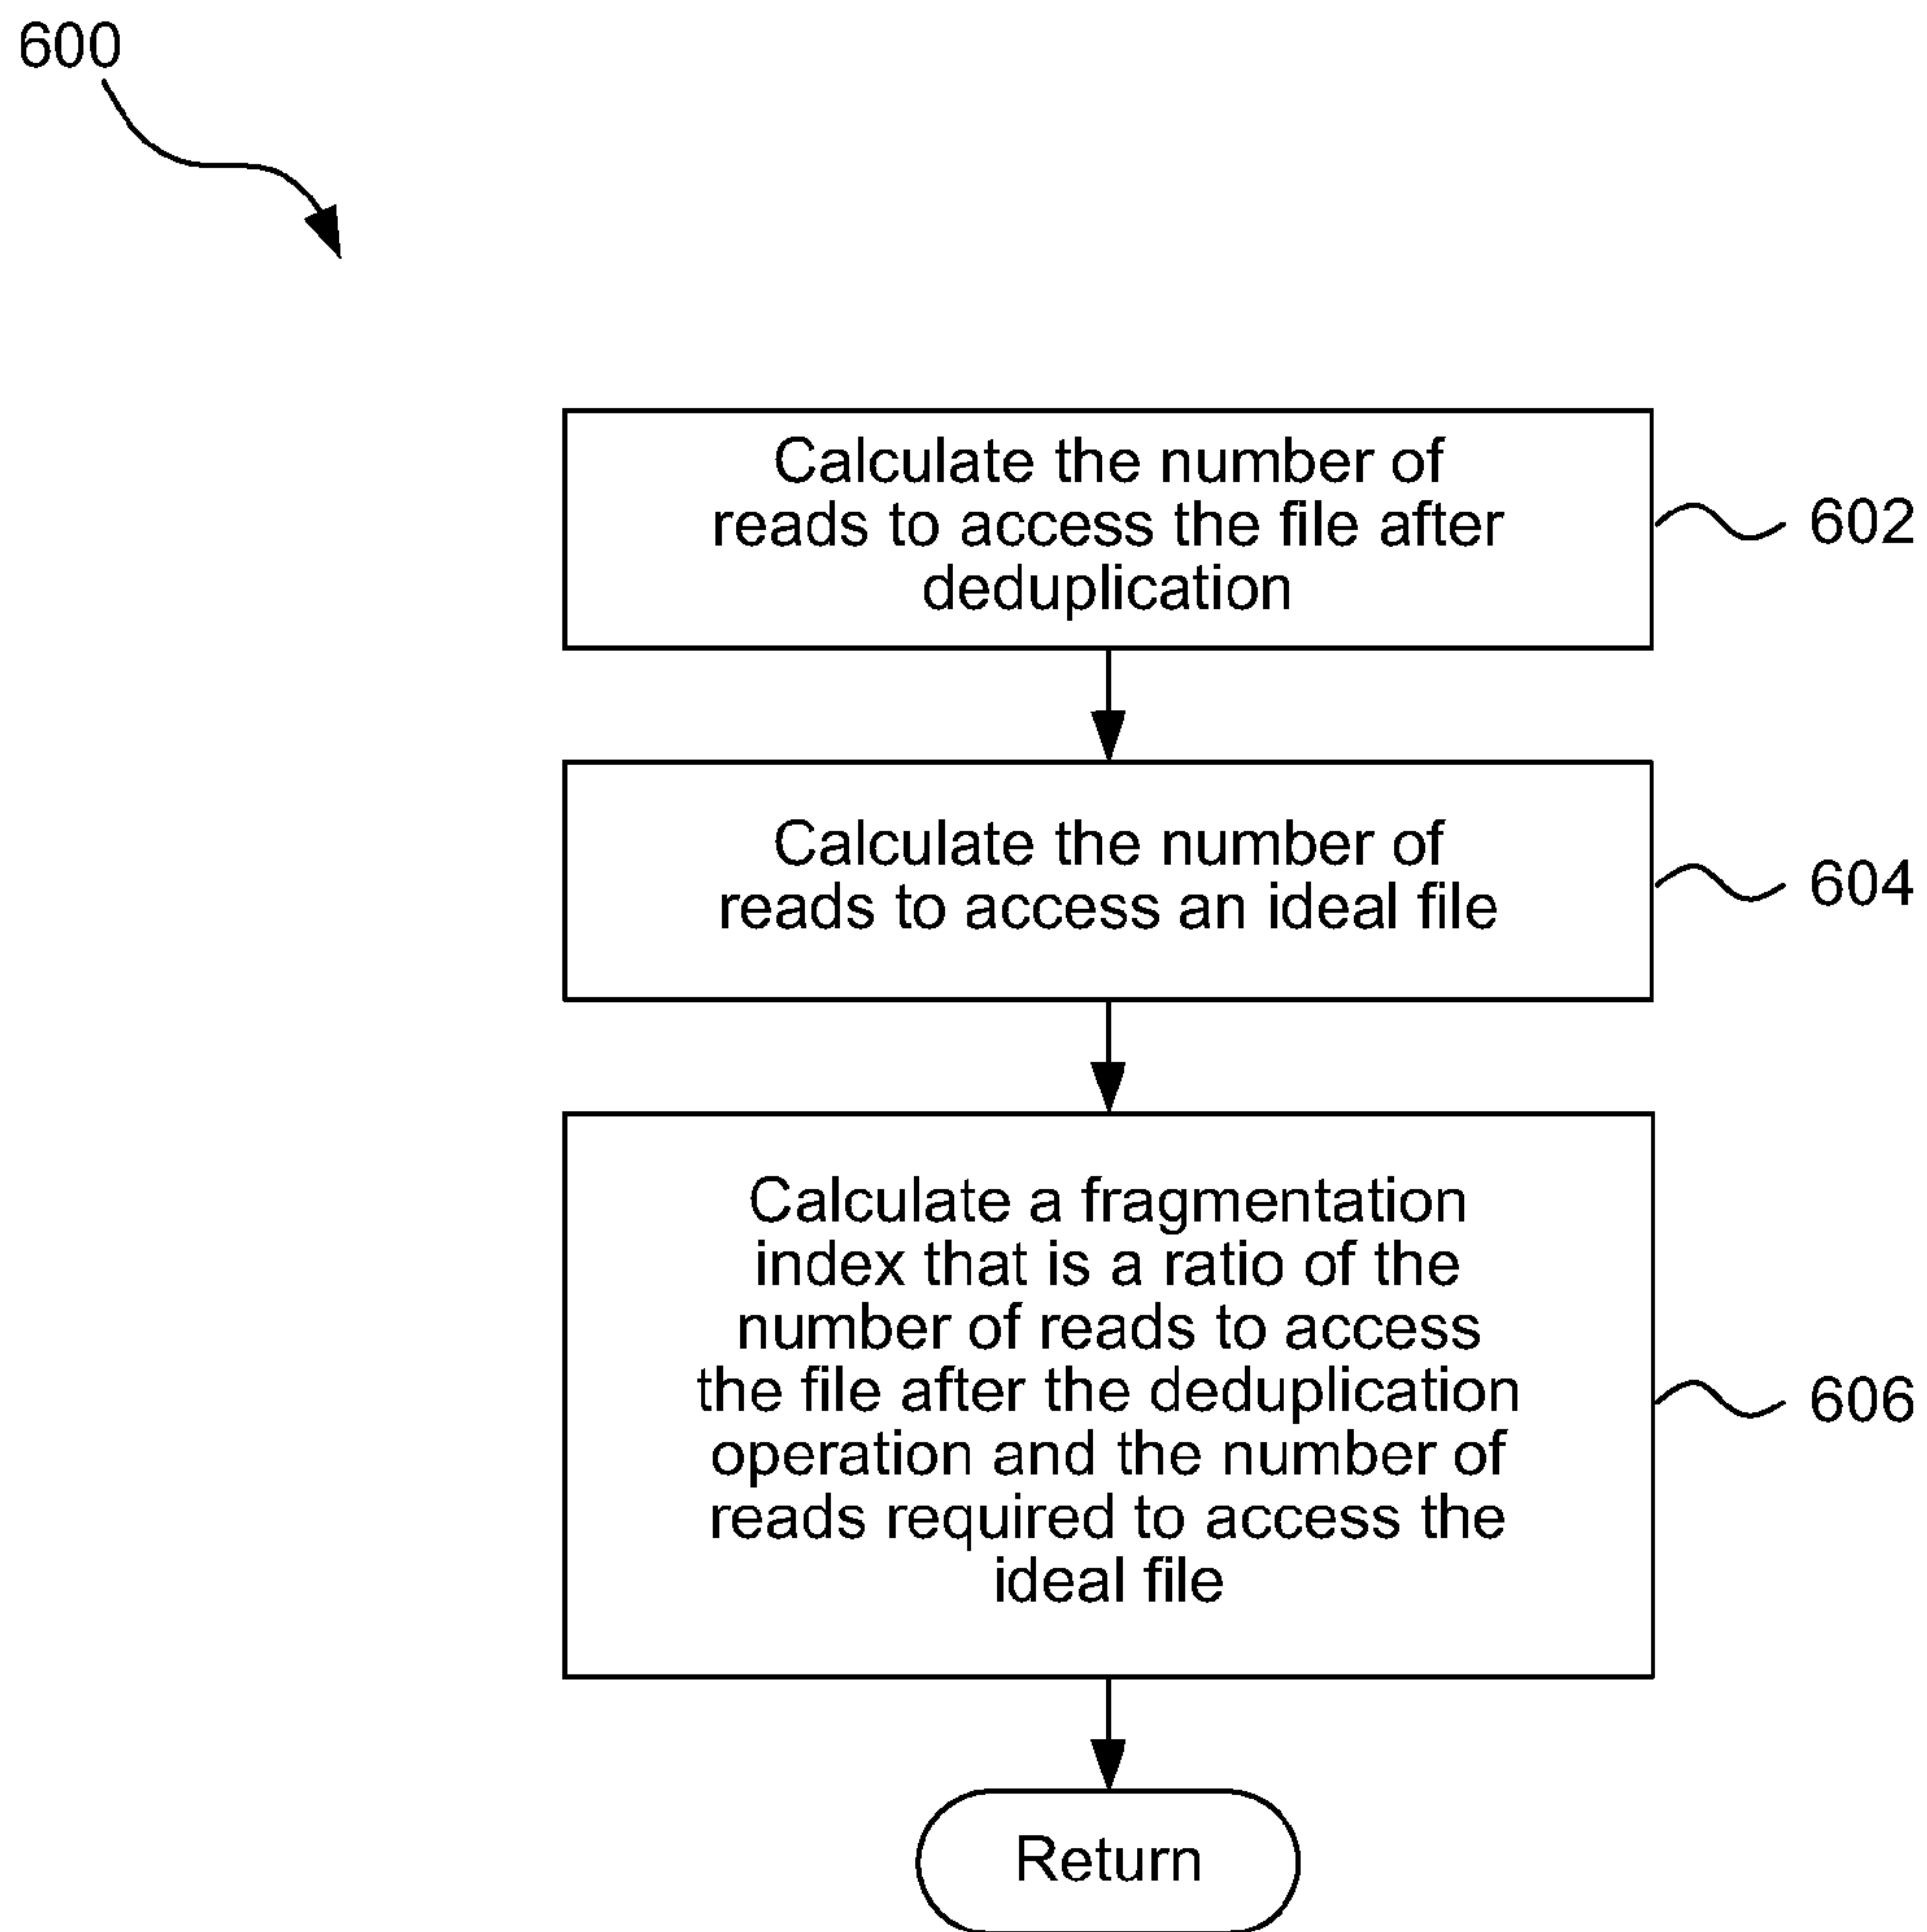 600
Calculate the number of
reads to access the file after
deduplication
602
Calculate the number of
reads to access an ideal file
604
Calculate a fragmentation
index that is a ratio of the
number of reads to access
the file after the deduplication
operation and the number of
reads required to access the
ideal file
606
Return